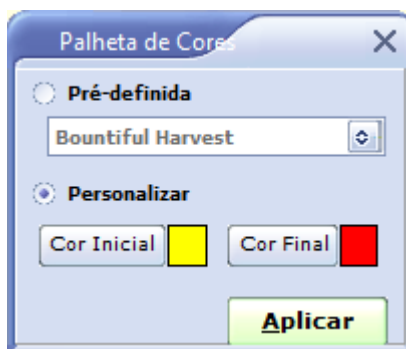 Palheta de Cores
Pré-definida
Bountiful Harvest
Personalizar
Cor Inicial Cor Final
Aplicar